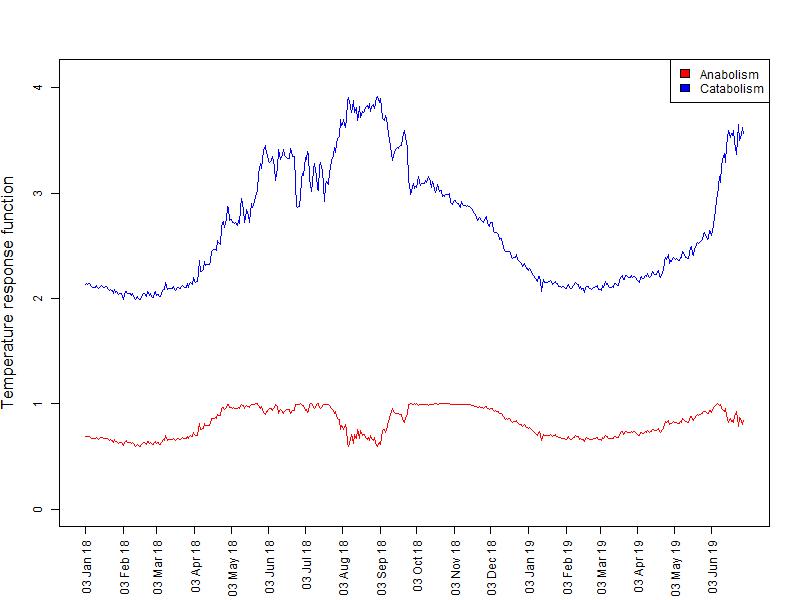 Anabolism
Catabolism
Temperature response function
4
3
2
1
0
03 Jan 18
03 Feb 18
03 Mar 18
03 Apr 18
03 May 18
03 Jun 18
03 Jul 18
03 Aug 18
03 Sep 18
03 Oct 18
03 Nov 18
03 Dec 18
03 Jan 19
03 Feb 19
03 Mar 19
03 Apr 19
03 May 19
03 Jun 19